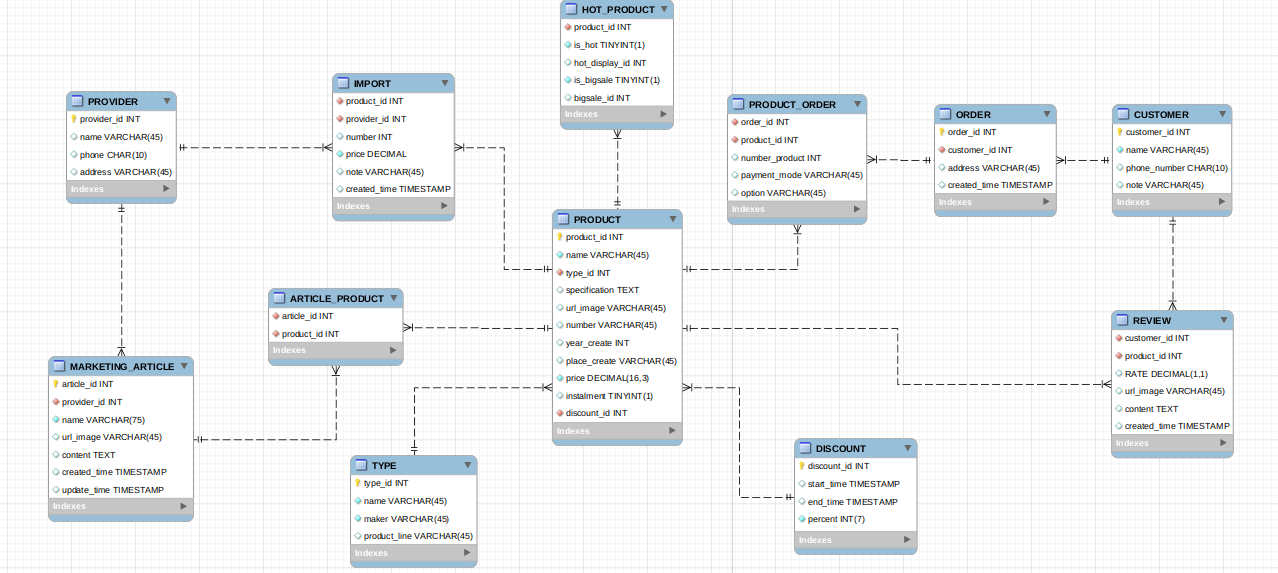 HOT_PRODUCT
product_id INT
is_hot TINYINT(1)
hot_display_id INT
is_bigsale TINYINT(1)
bigsale_id INT
Indexes
IMPORT
product_id INT
provider_id INT
number INT
price DECIMAL
note VARCHAR(45)
created_time TIMESTAMP
Indexes
PROVIDER
provider_id INT
name VARCHAR(45)
phone CHAR(10)
address VARCHAR(45)
Indexes
PRODUCT_ORDER
order_id INT
product_id INT
number_product INT
payment_mode VARCHAR(45)
option VARCHAR(45)
Indexes
ORDER
order_id INT
customer_id INT
address VARCHAR(45)
created_time TIMESTAMP
Indexes
CUSTOMER
customer_id INT
name VARCHAR(45)
phone_number CHAR(10)
note VARCHAR(45)
Indexes
PRODUCT
product_id INT
name VARCHAR(45)
type_id INT
specification TEXT
url_image VARCHAR(45)
number VARCHAR(45)
year_create INT
place_create VARCHAR(45)
price DECIMAL(16,3)
instalment TINYINT(1)
discount_id INT
Indexes
ARTICLE_PRODUCT
article_id INT
product_id INT
Indexes
REVIEW
customer_id INT
product_id INT
RATE DECIMAL(1,1)
url_image VARCHAR(45)
content TEXT
created_time TIMESTAMP
Indexes
MARKETING_ARTICLE
article_id INT
provider_id INT
name VARCHAR(75)
url_image VARCHAR(45)
content TEXT
created_time TIMESTAMP
update_time TIMESTAMP
Indexes
TYPE
type_id INT
name VARCHAR(45)
maker VARCHAR(45)
product_line VARCHAR(45)
Indexes
DISCOUNT
discount_id INT
start_time TIMESTAMP
end_time TIMESTAMP
percent INT(7)
Indexes